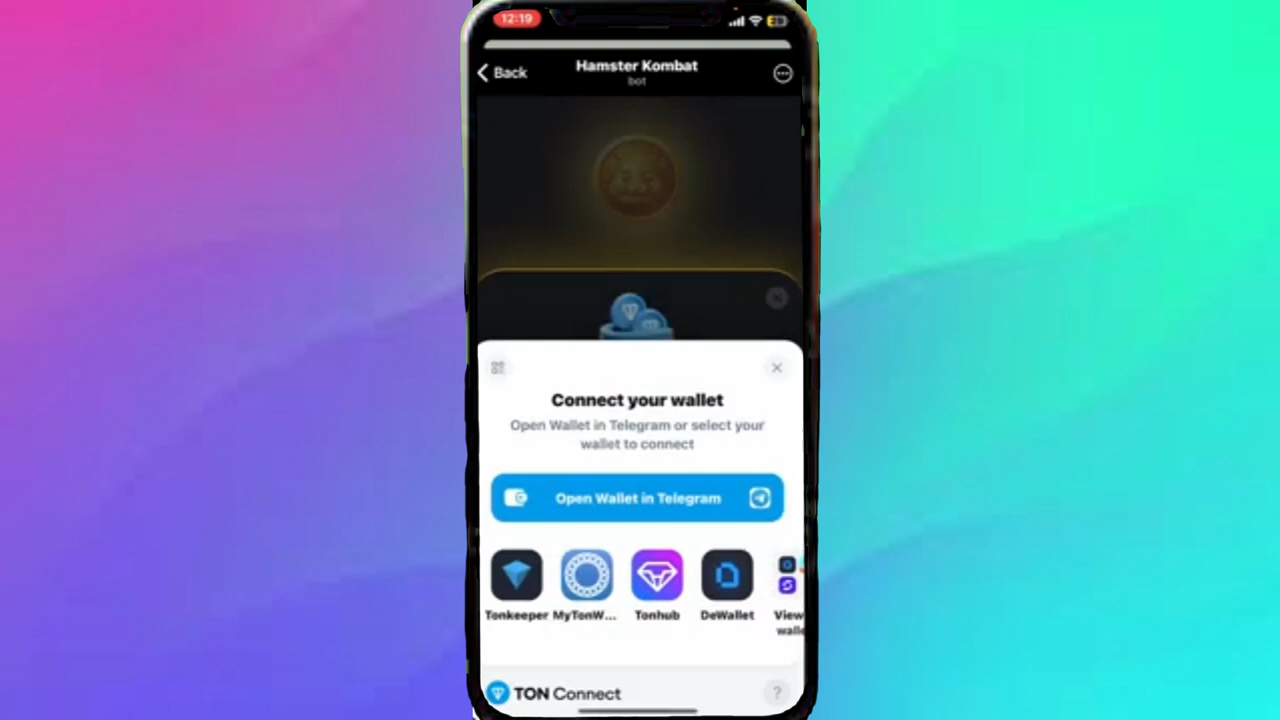 12:19
Back
Hamster Kombat
bot
Connect your wallet
Open Wallet in Telegram or select your
wallet to connect
Open Wallet in Telegram
Tonkeeper
MyTonW...
Tonhub
DeWallet
View
TON Connect
?